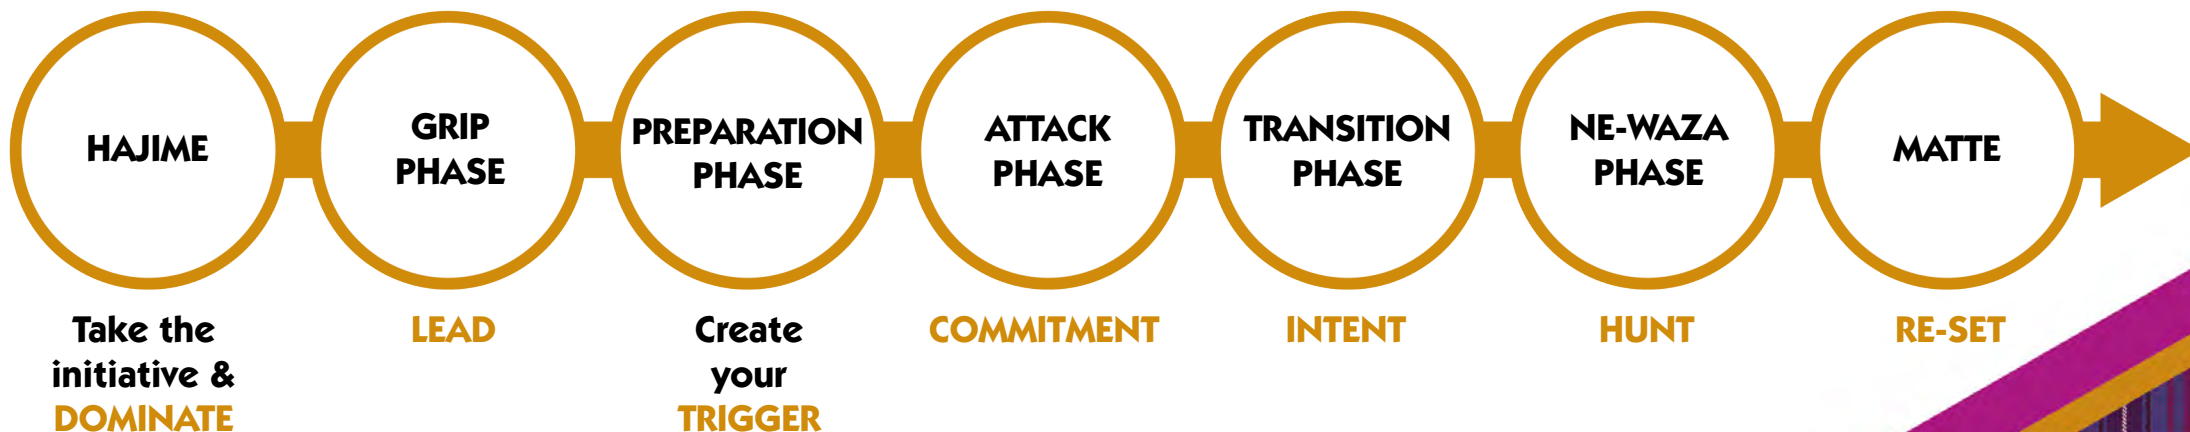 HAJIME
GRIP
PHASE
PREPARATION
PHASE
ATTACK
PHASE
TRANSITION
PHASE
NE-WAZA
PHASE
MATTE
Take the
initiative &
DOMINATE
LEAD
Create
your
TRIGGER
COMMITMENT
INTENT
HUNT
RE-SET